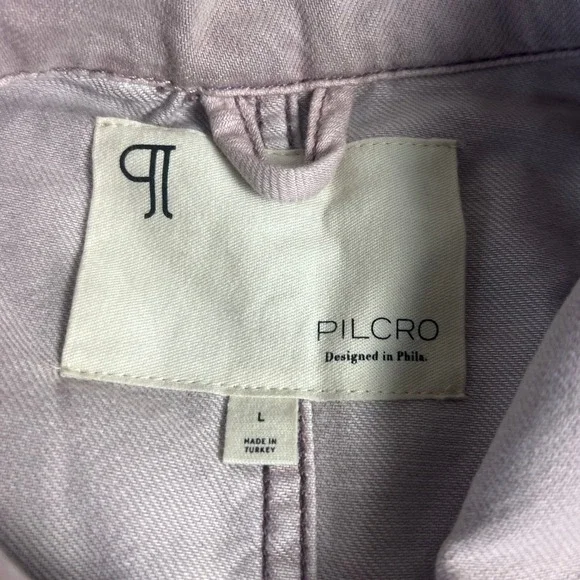 PILCRO
Designed in Phila.
L
MADE IN
TURKEY